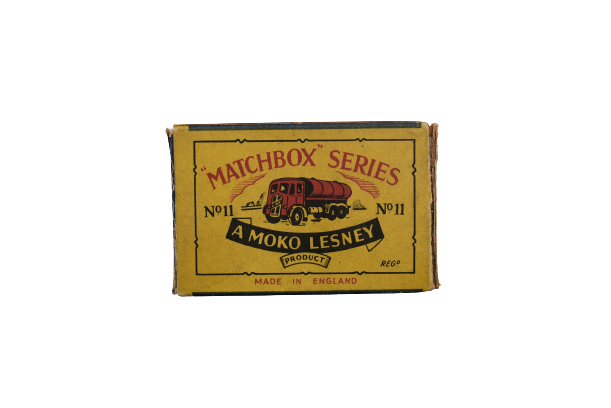 "MATCHBOX" SERIES
Nº11 Nº11
A MOKO LESNEY
PRODUCT
REGD
MADE IN ENGLAND